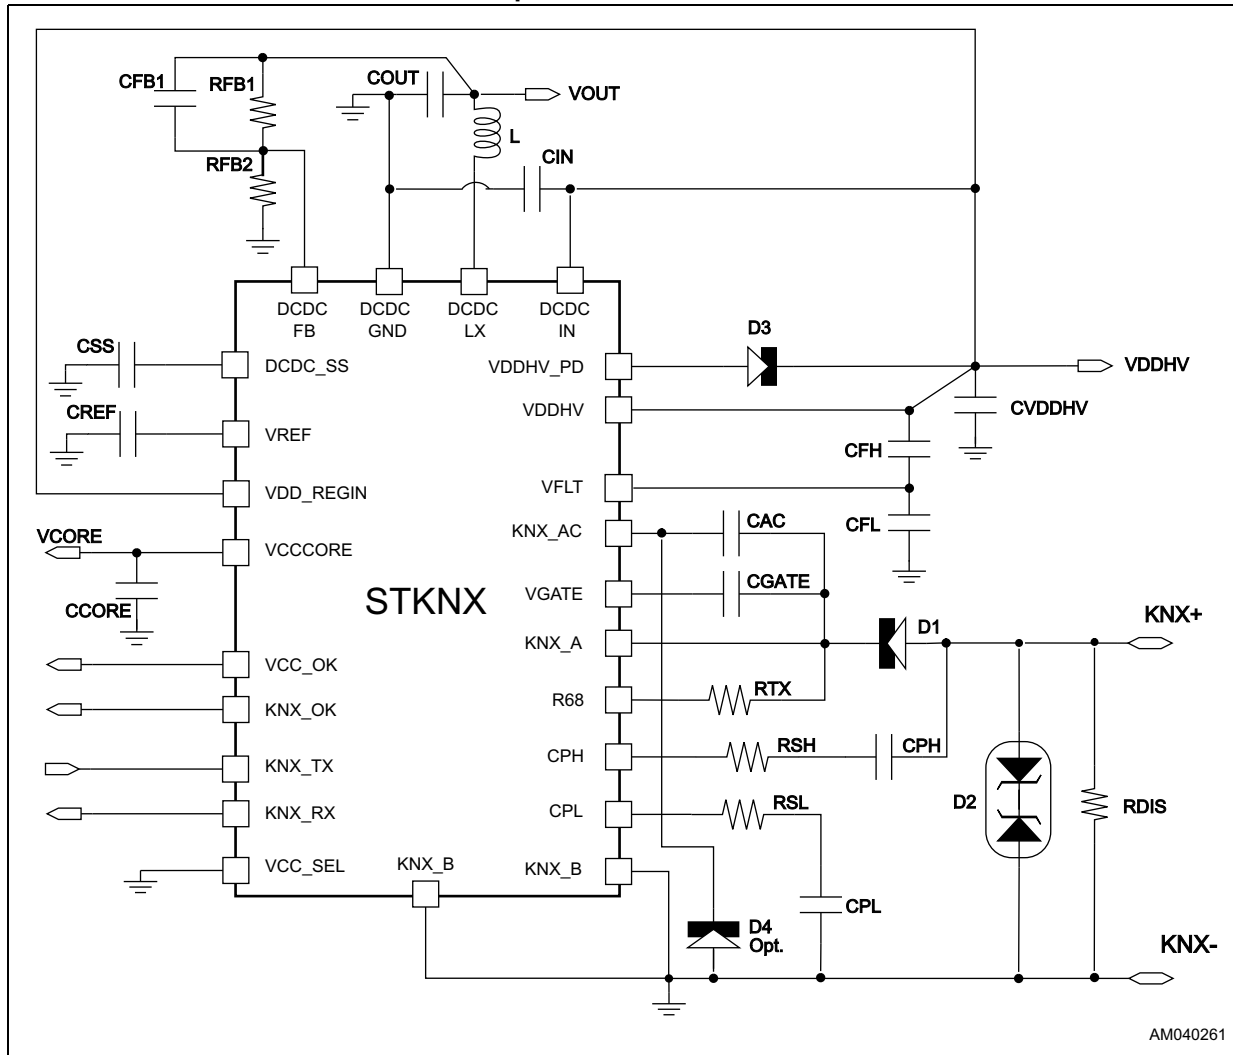 CFB1
RFB1
COUT
VOUT
L
CIN
RFB2
DCDC
FB
DCDC
GND
DCDC
LX
DCDC
IN
CSS
DCDC_SS
VDDHV_PD
D3
VDDHV
CREF
VREF
VDDHV
CVDDHV
CFH
VDD_REGIN
VFLT
CFL
VCORE
VCCCORE
KNX_AC
CAC
CCORE
STKNX
VGATE
CGATE
KNX_A
D1
KNX+
VCC_OK
R68
RTX
KNX_OK
CPH
RSH
CPH
KNX_TX
CPL
RSL
KNX_RX
D2
RDIS
VCC_SEL
KNX_B
KNX_B
CPL
D4
Opt.
KNX-
AM040261